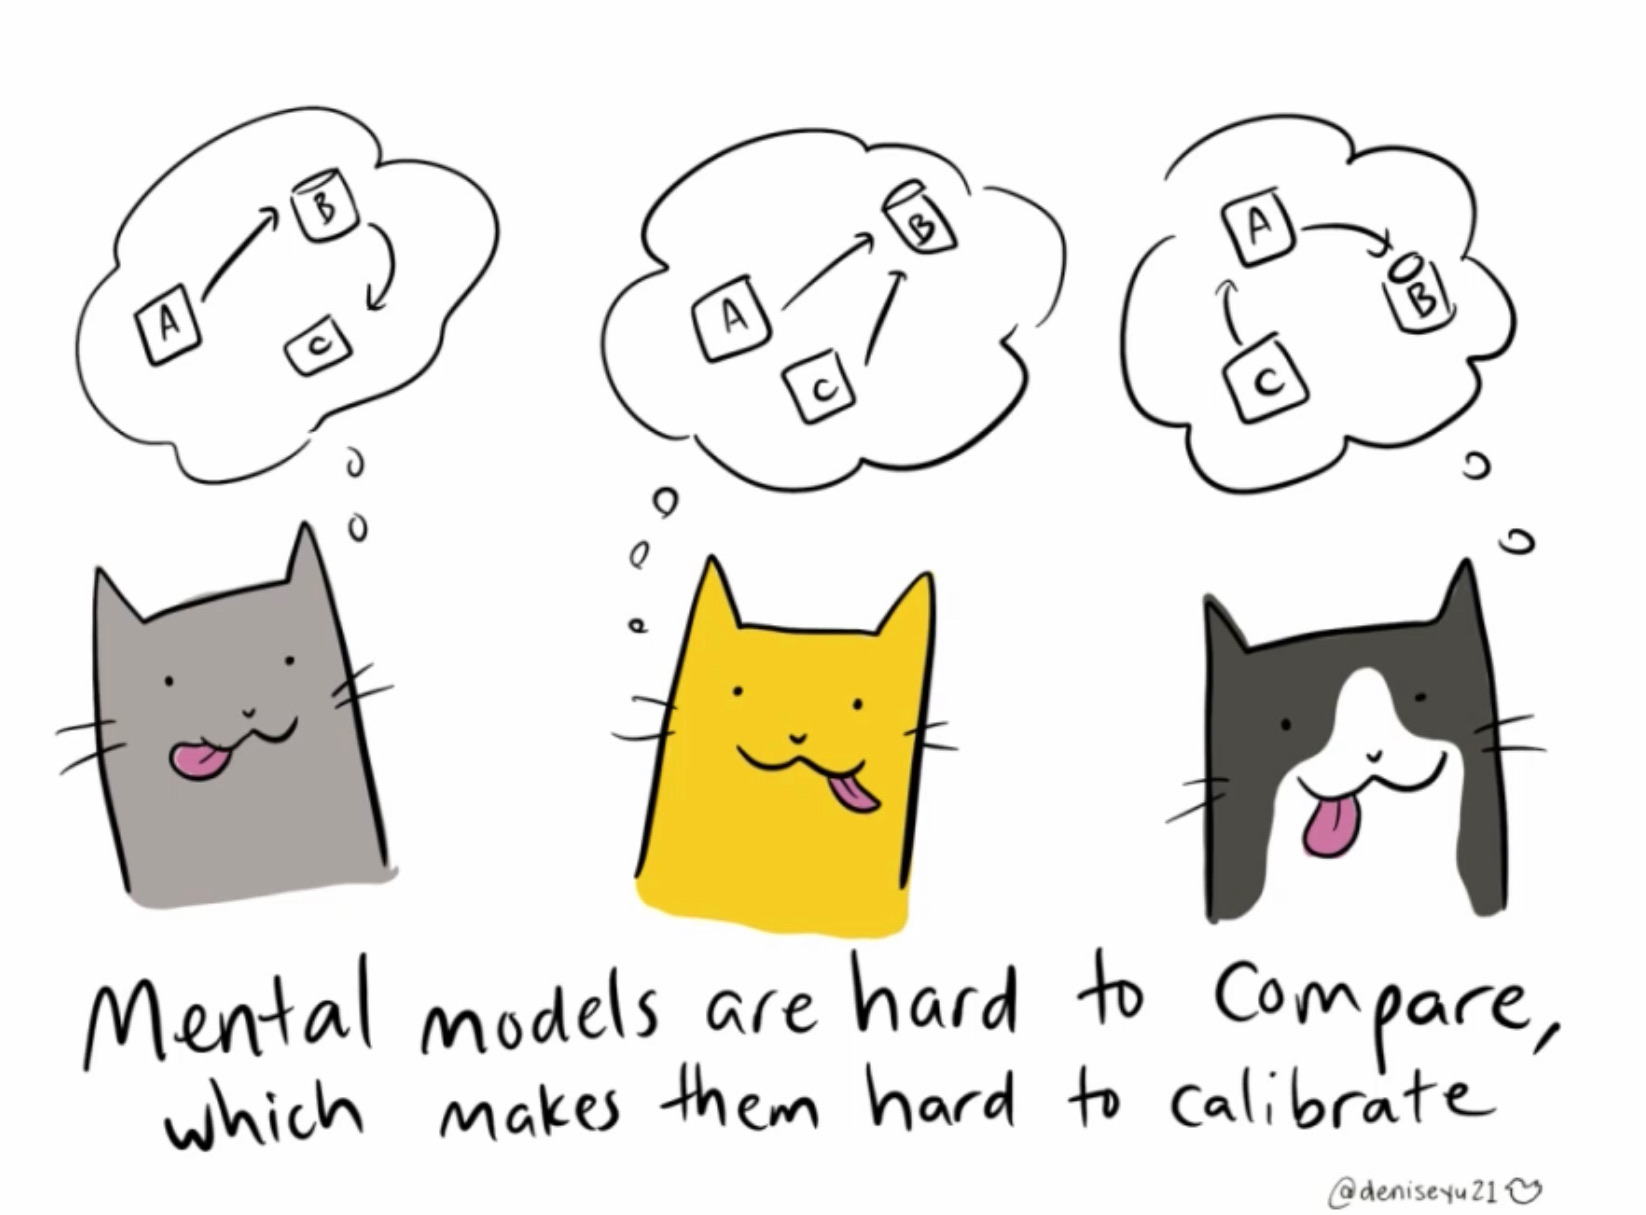 B
A
C
B
A
C
A
B
C
Mental models are hard to compare,
which makes them hard to calibrate
@deniseyu21